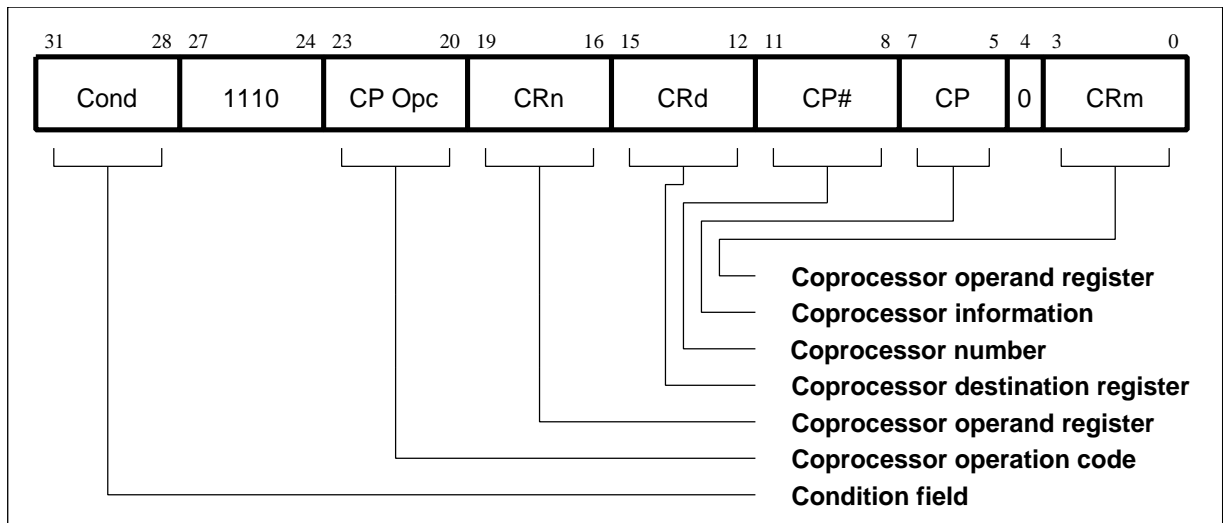 31 28 27 24 23 20 19 16 15 12 11 8 7 5 4 3 0
Cond 1110 CP Opc CRn CRd CP# CP 0 CRm
Coprocessor operand register
Coprocessor information
Coprocessor number
Coprocessor destination register
Coprocessor operand register
Coprocessor operation code
Condition field